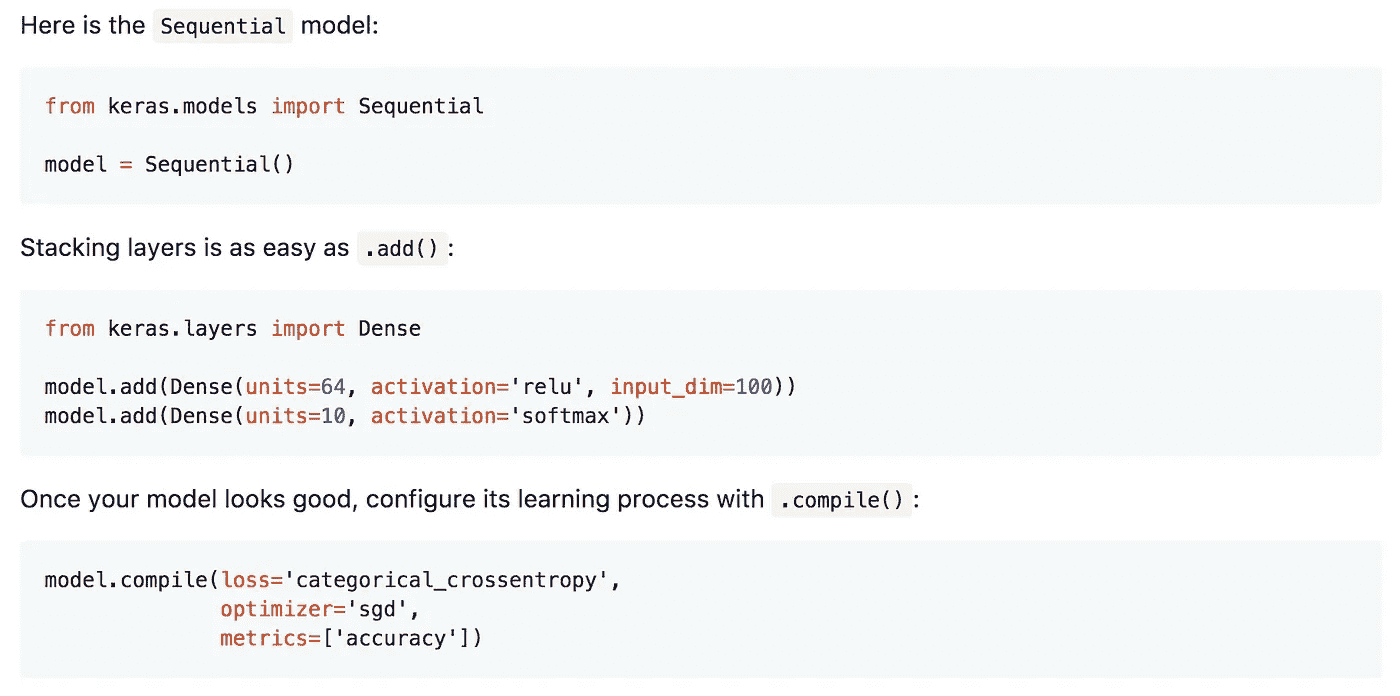 Here is the Sequential model:
from keras.models import Sequential
model = Sequential()
Stacking layers is as easy as .add():
from keras.layers import Dense
model.add(Dense(units=64, activation='relu', input_dim=100))
model.add(Dense(units=10, activation='softmax'))
Once your model looks good, configure its learning process with .compile():
model.compile(loss='categorical_crossentropy',
              optimizer='sgd',
              metrics=['accuracy'])